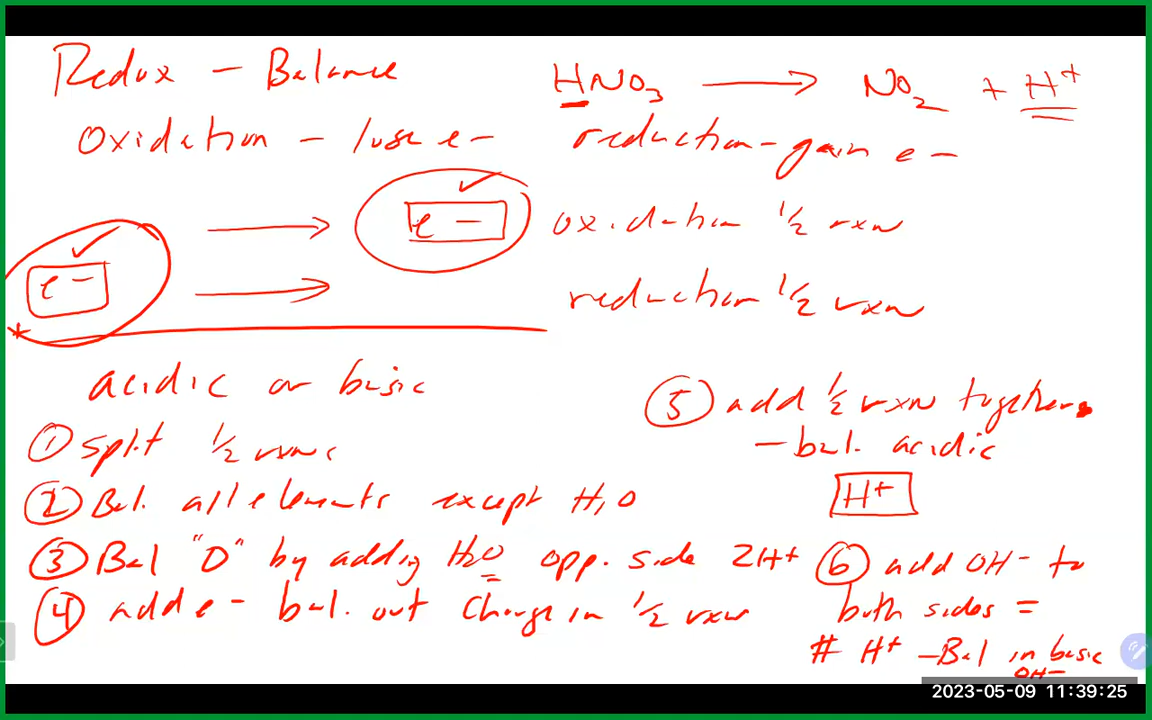 Redox - Balance
HNO3 → NO2 + H+
Oxidation - lose e-
reduction - gain e-
→ e- oxidation 1/2 rxn
e- → reduction 1/2 rxn
acidic or basic
① split 1/2 rxns
② Bal. all elements except H, O
③ Bal "O" by adding H2O opp. side 2H+
④ add e- bal. out charge in 1/2 rxn
⑤ add 1/2 rxn together
- bal. acidic
H+
⑥ add OH- to
both sides =
# H+ - Bal in basic
OH-
2023-05-09 11:39:25